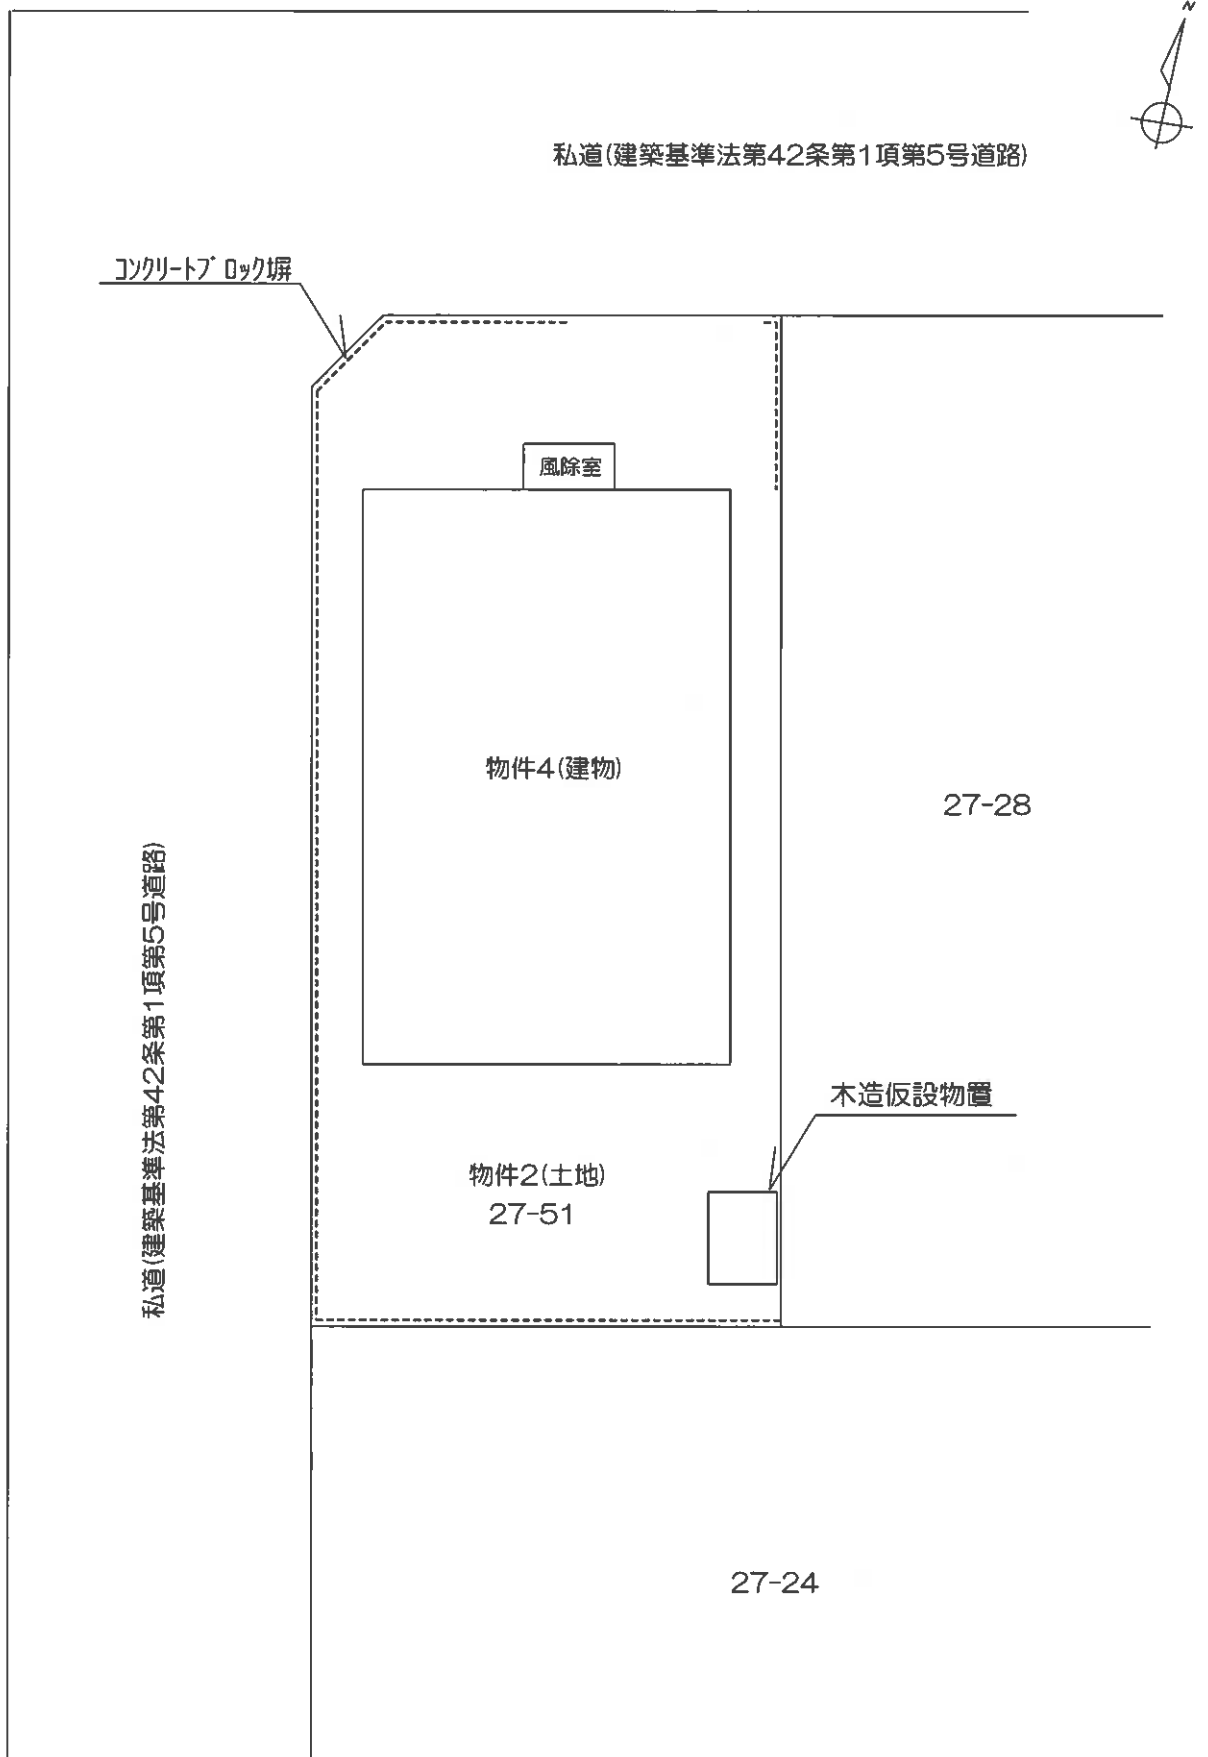 N
私道(建築基準法第42条第1項第5号道路)
コンクリートブロック塀
風除室
物件4(建物)
27-28
私道(建築基準法第42条第1項第5号道路)
木造仮設物置
物件2(土地)
27-51
27-24